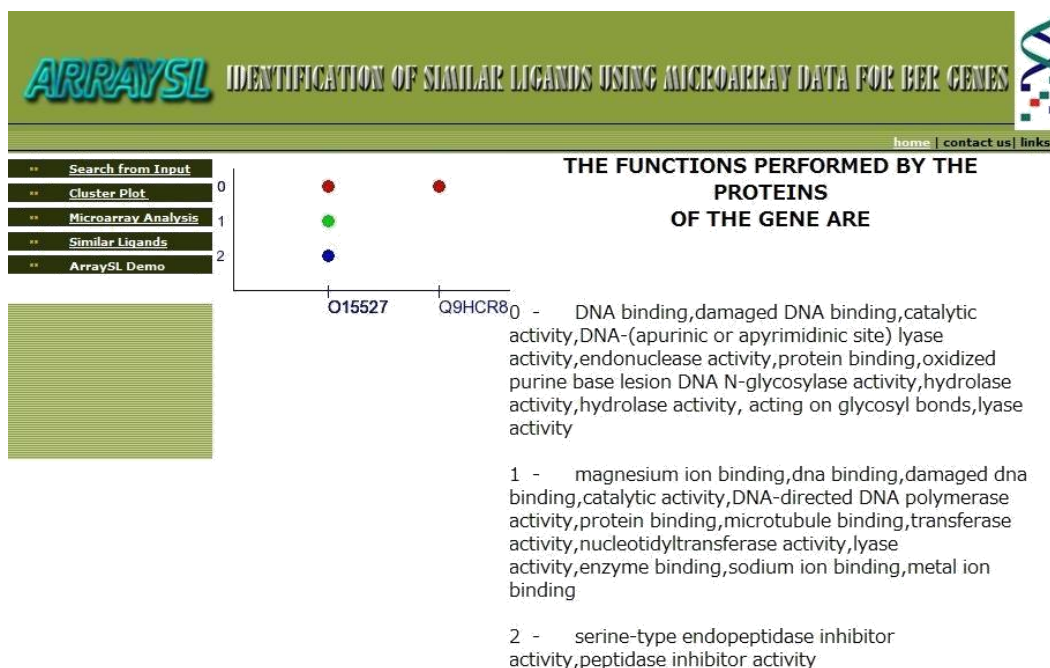 ARRAYSL IDENTIFICATION OF SIMILAR LIGANDS USING MICROARRAY DATA FOR BER GENES
home | contact us| links
Search from Input
Cluster Plot
Microarray Analysis
Similar Ligands
ArraySL Demo
0
1
2
O15527 Q9HCR8
THE FUNCTIONS PERFORMED BY THE
PROTEINS
OF THE GENE ARE
0 - DNA binding,damaged DNA binding,catalytic
activity,DNA-(apurinic or apyrimidinic site) lyase
activity,endonuclease activity,protein binding,oxidized
purine base lesion DNA N-glycosylase activity,hydrolase
activity,hydrolase activity, acting on glycosyl bonds,lyase
activity
1 - magnesium ion binding,dna binding,damaged dna
binding,catalytic activity,DNA-directed DNA polymerase
activity,protein binding,microtubule binding,transferase
activity,nucleotidyltransferase activity,lyase
activity,enzyme binding,sodium ion binding,metal ion
binding
2 - serine-type endopeptidase inhibitor
activity,peptidase inhibitor activity